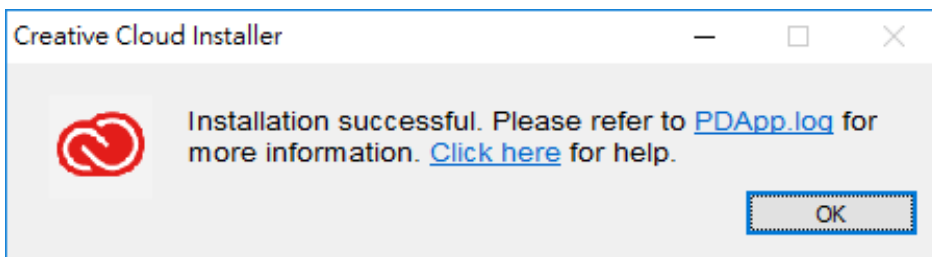 Creative Cloud Installer
Installation successful. Please refer to PDApp.log for
more information. Click here for help.
OK